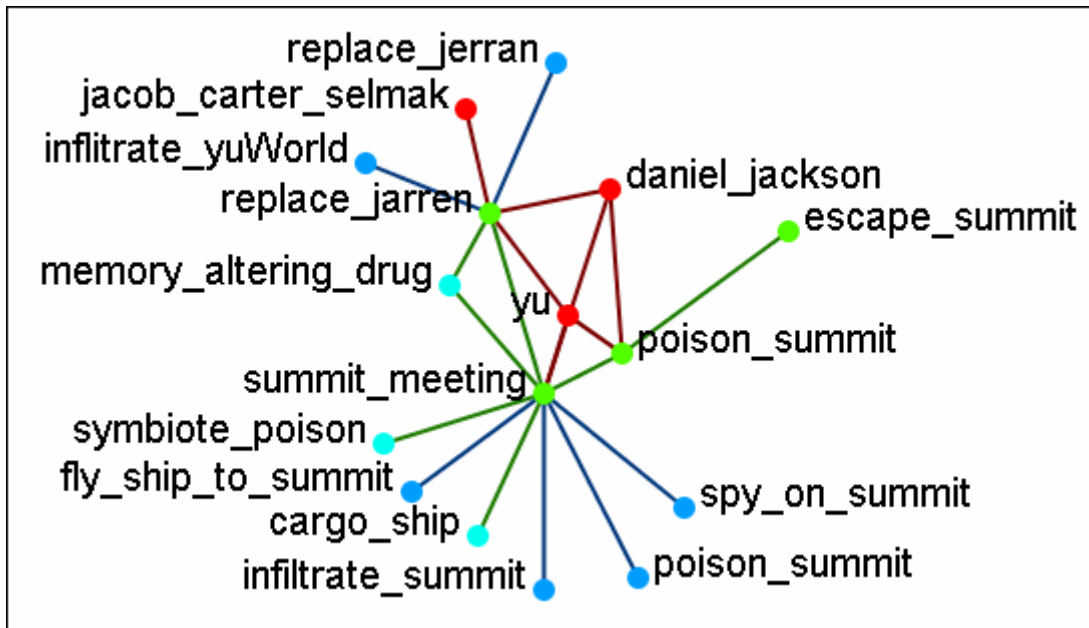 replace_jerran
jacob_carter_selmak
inflitrate_yuWorld
daniel_jackson
replace_jarren
escape_summit
memory_altering_drug
yu
poison_summit
summit_meeting
symbiote_poison
fly_ship_to_summit
spy_on_summit
cargo_ship
infiltrate_summit
poison_summit